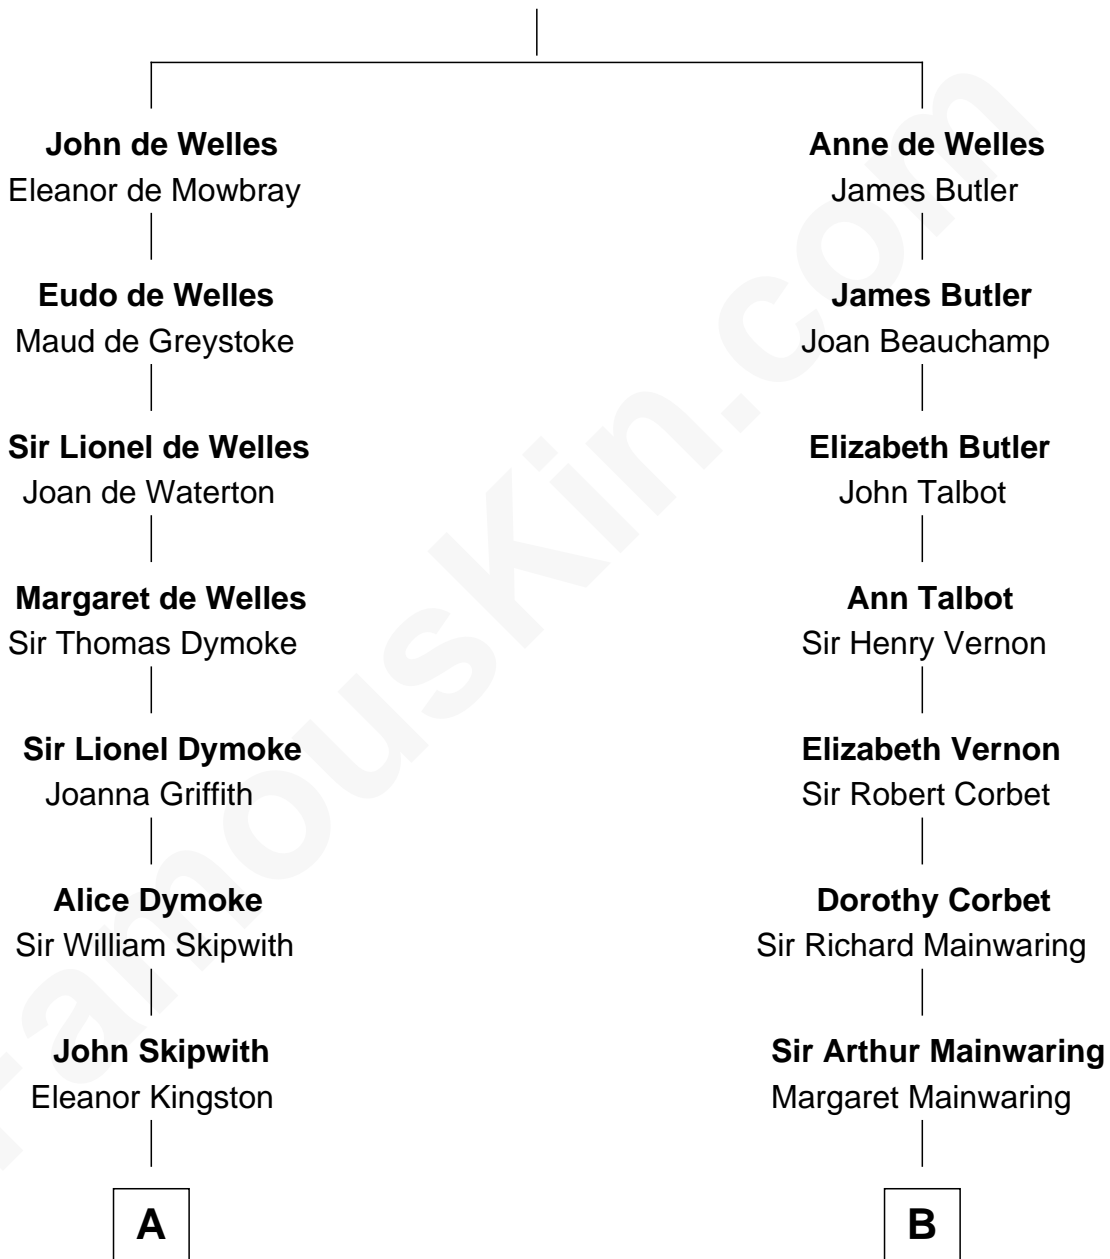 John de Welles
Eleanor de Mowbray
Eudo de Welles
Maud de Greystoke
Sir Lionel de Welles
Joan de Waterton
Margaret de Welles
Sir Thomas Dymoke
Sir Lionel Dymoke
Joanna Griffith
Alice Dymoke
Sir William Skipwith
John Skipwith
Eleanor Kingston
A
Anne de Welles
James Butler
James Butler
Joan Beauchamp
Elizabeth Butler
John Talbot
Ann Talbot
Sir Henry Vernon
Elizabeth Vernon
Sir Robert Corbet
Dorothy Corbet
Sir Richard Mainwaring
Sir Arthur Mainwaring
Margaret Mainwaring
B
FamousKin.com